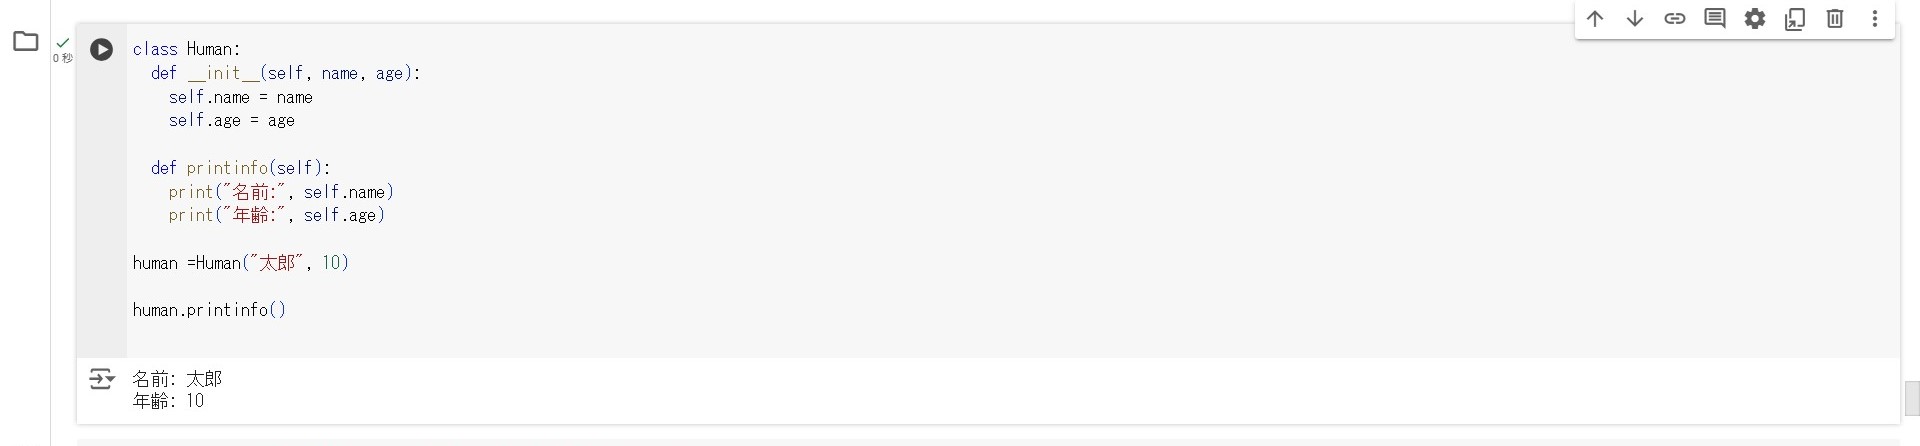 0 秒
class Human:
  def __init__(self, name, age):
    self.name = name
    self.age = age
  def printinfo(self):
    print("名前:", self.name)
    print("年齢:", self.age)
human =Human("太郎", 10)
human.printinfo()
名前: 太郎
年齢: 10